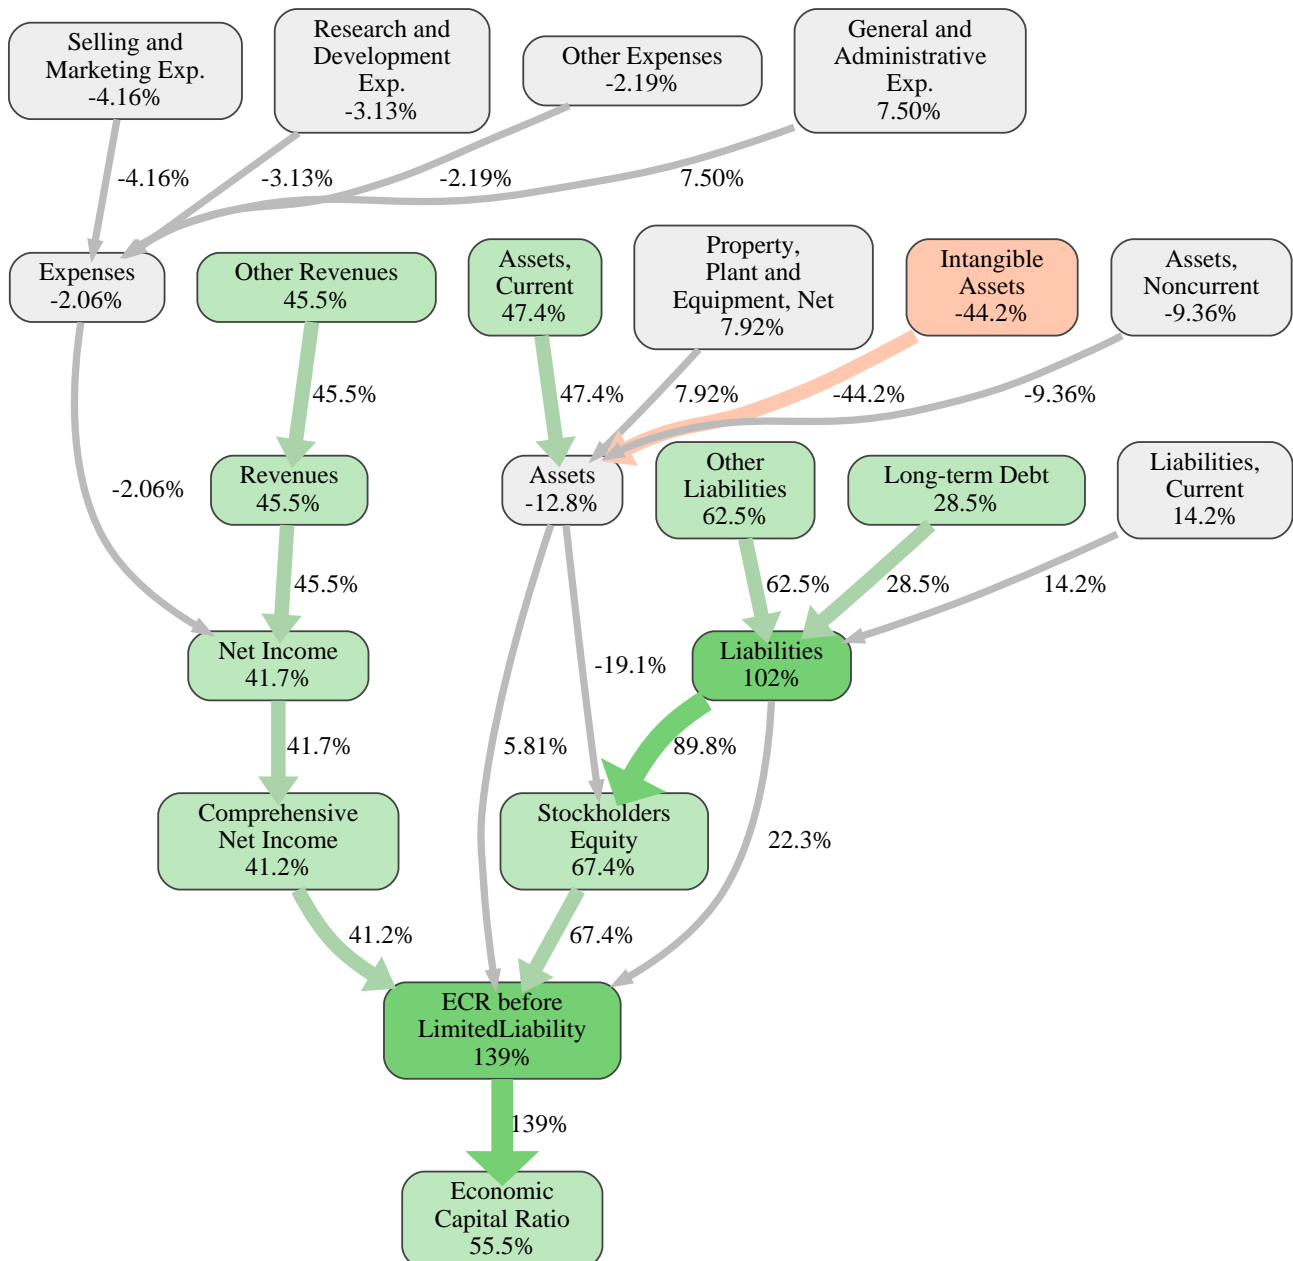 Selling and
Marketing Exp.
-4.16%
Research and
Development
Exp.
-3.13%
Other Expenses
-2.19%
General and
Administrative
Exp.
7.50%
-4.16%
-3.13%
-2.19%
7.50%
Expenses
-2.06%
Other Revenues
45.5%
Assets,
Current
47.4%
Property,
Plant and
Equipment, Net
7.92%
Intangible
Assets
-44.2%
Assets,
Noncurrent
-9.36%
45.5%
47.4%
7.92%
-44.2%
-9.36%
Revenues
45.5%
Assets
-12.8%
Other
Liabilities
62.5%
Long-term Debt
28.5%
Liabilities,
Current
14.2%
-2.06%
45.5%
62.5%
28.5%
14.2%
Net Income
41.7%
-19.1%
Liabilities
102%
41.7%
5.81%
89.8%
Comprehensive
Net Income
41.2%
Stockholders
Equity
67.4%
22.3%
41.2%
67.4%
ECR before
LimitedLiability
139%
139%
Economic
Capital Ratio
55.5%